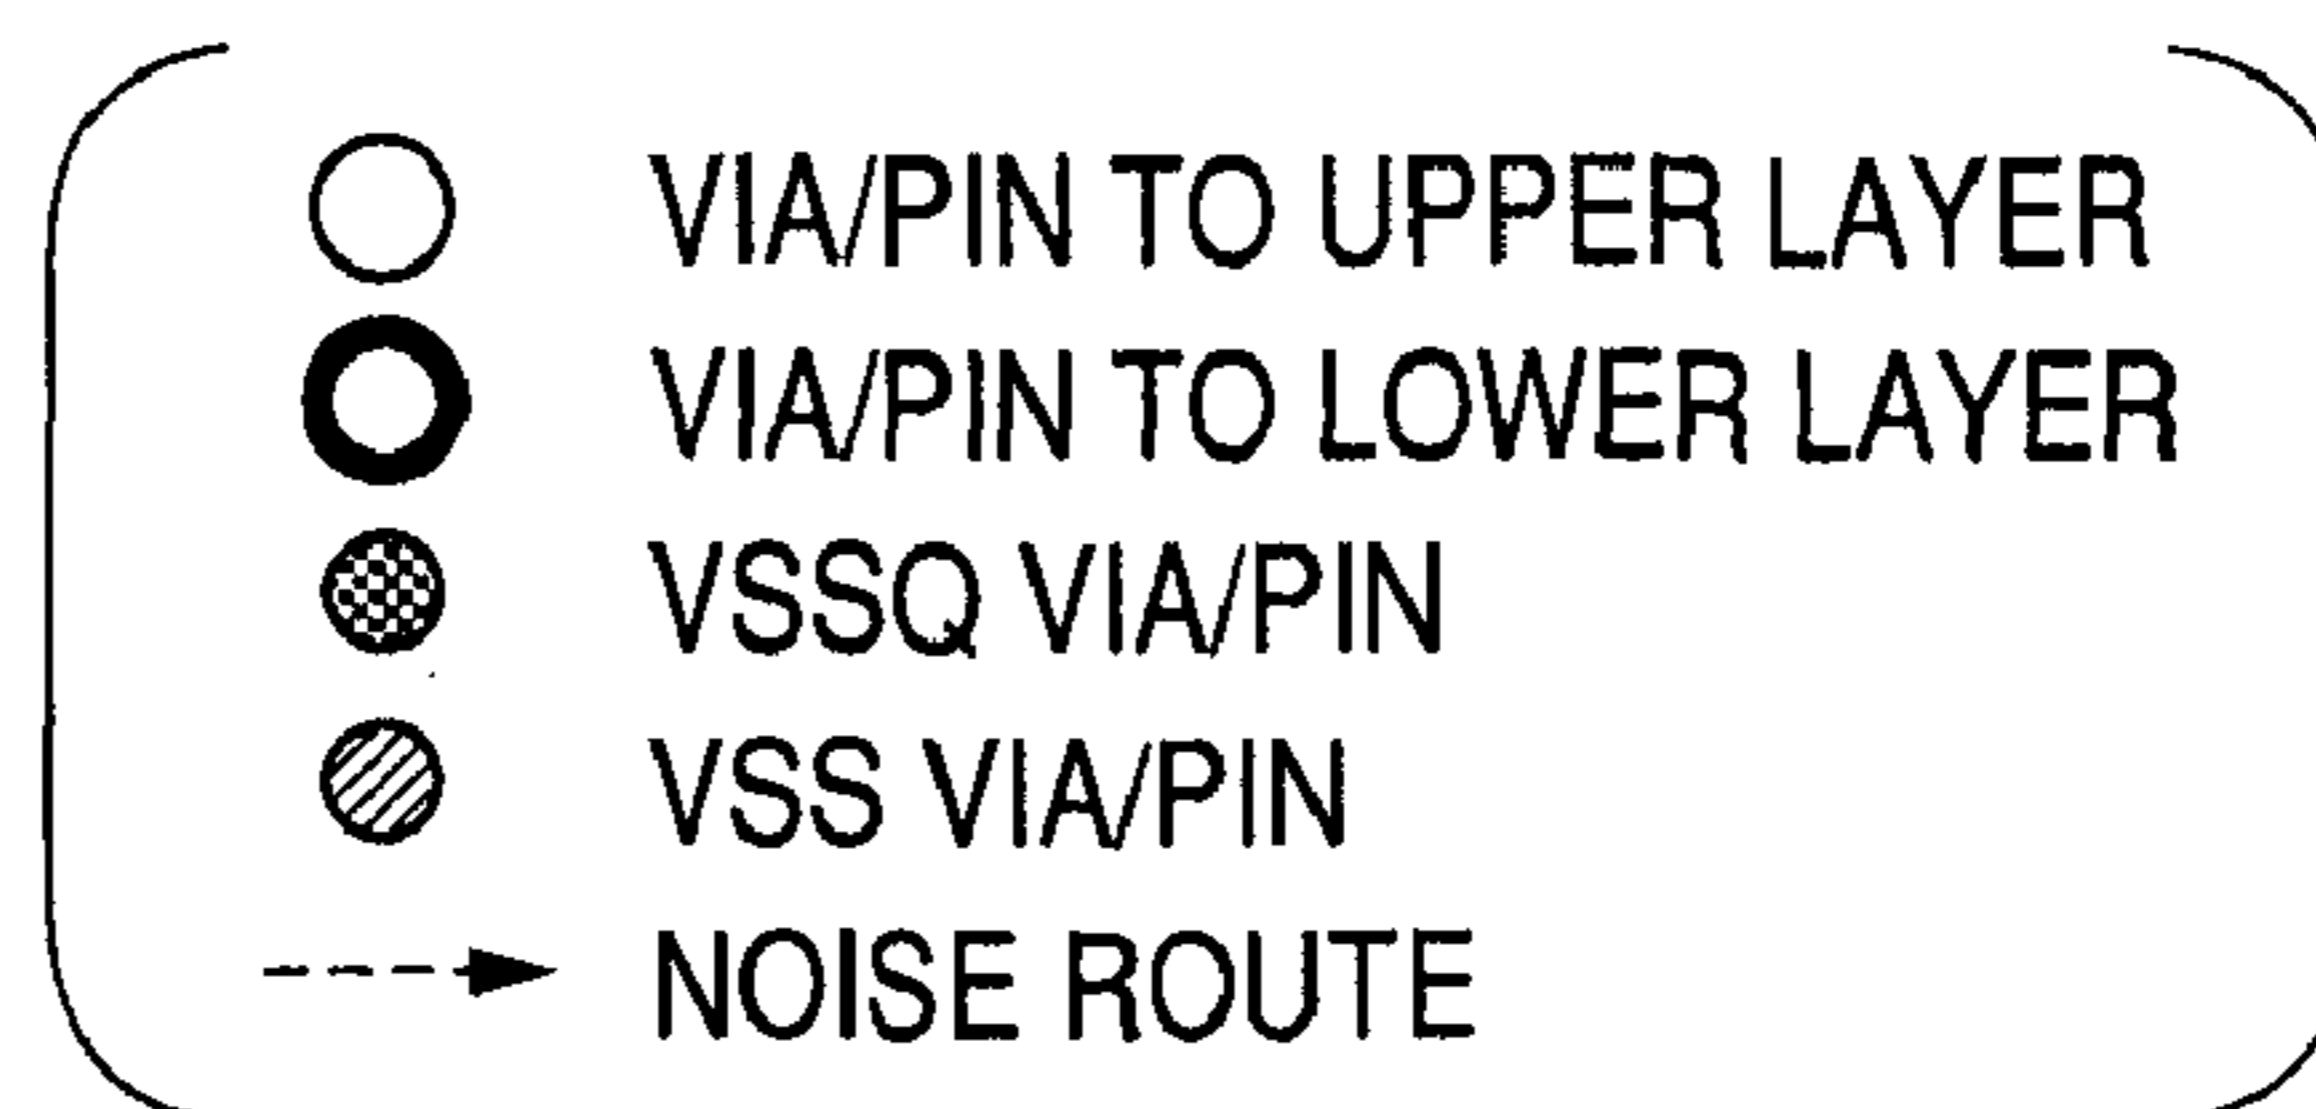 VIA/PIN TO UPPER LAYER
VIA/PIN TO LOWER LAYER
VSSQ VIA/PIN
VSS VIA/PIN
NOISE ROUTE